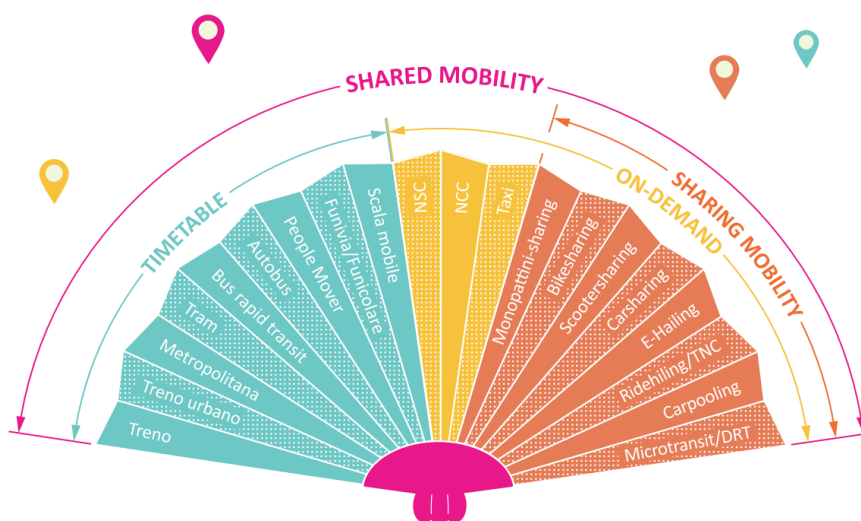 SHARED MOBILITY
TIMETABLE
ON-DEMAND
SHARING MOBILITY
Treno
Treno urbano
Metropolitana
Tram
Bus rapid transit
Autobus
People Mover
Funivia/Funicolare
Scala mobile
NSC
NCC
Taxi
Monopattini-sharing
Bikesharing
Scootersharing
Carsharing
E-Hailing
Ridehiling/TNC
Carpooling
Microtransit/DRT